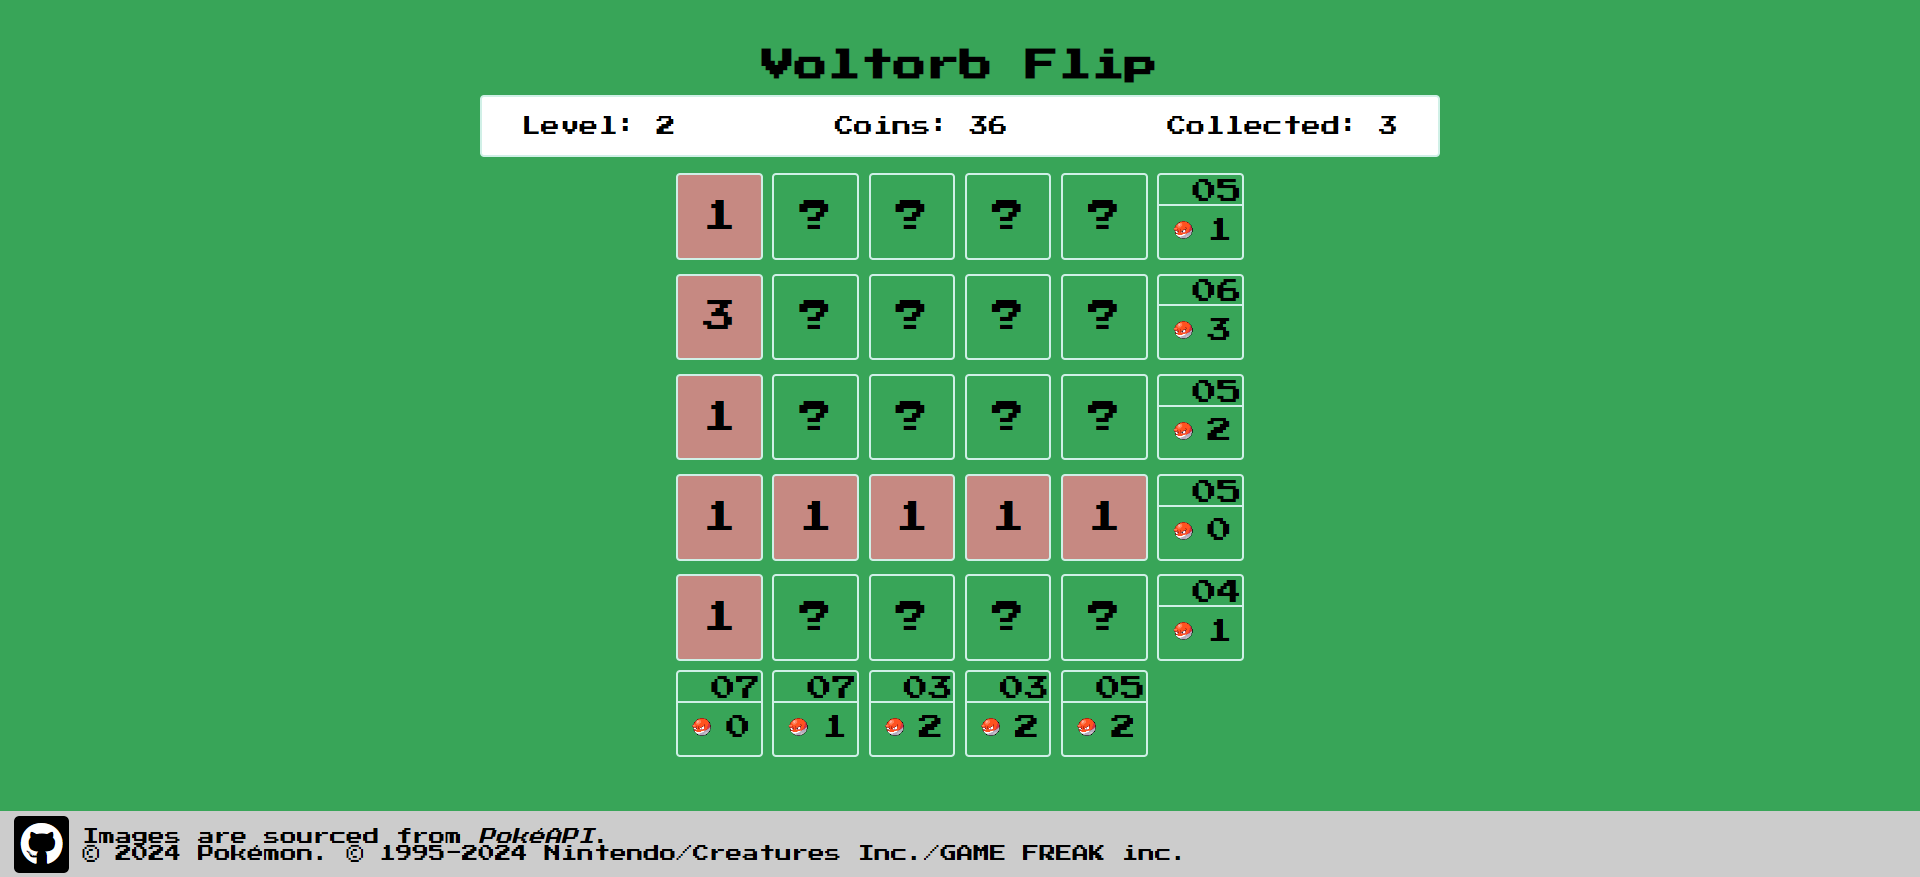 Voltorb Flip
Level: 2 Coins: 36 Collected: 3
1 ? ? ? ? 05
1
3 ? ? ? ? 06
3
1 ? ? ? ? 05
2
1 1 1 1 1 05
0
1 ? ? ? ? 04
1
07 07 03 03 05
0 1 2 2 2
Images are sourced from PokéAPI.
© 2024 Pokémon. © 1995-2024 Nintendo/Creatures Inc./GAME FREAK inc.